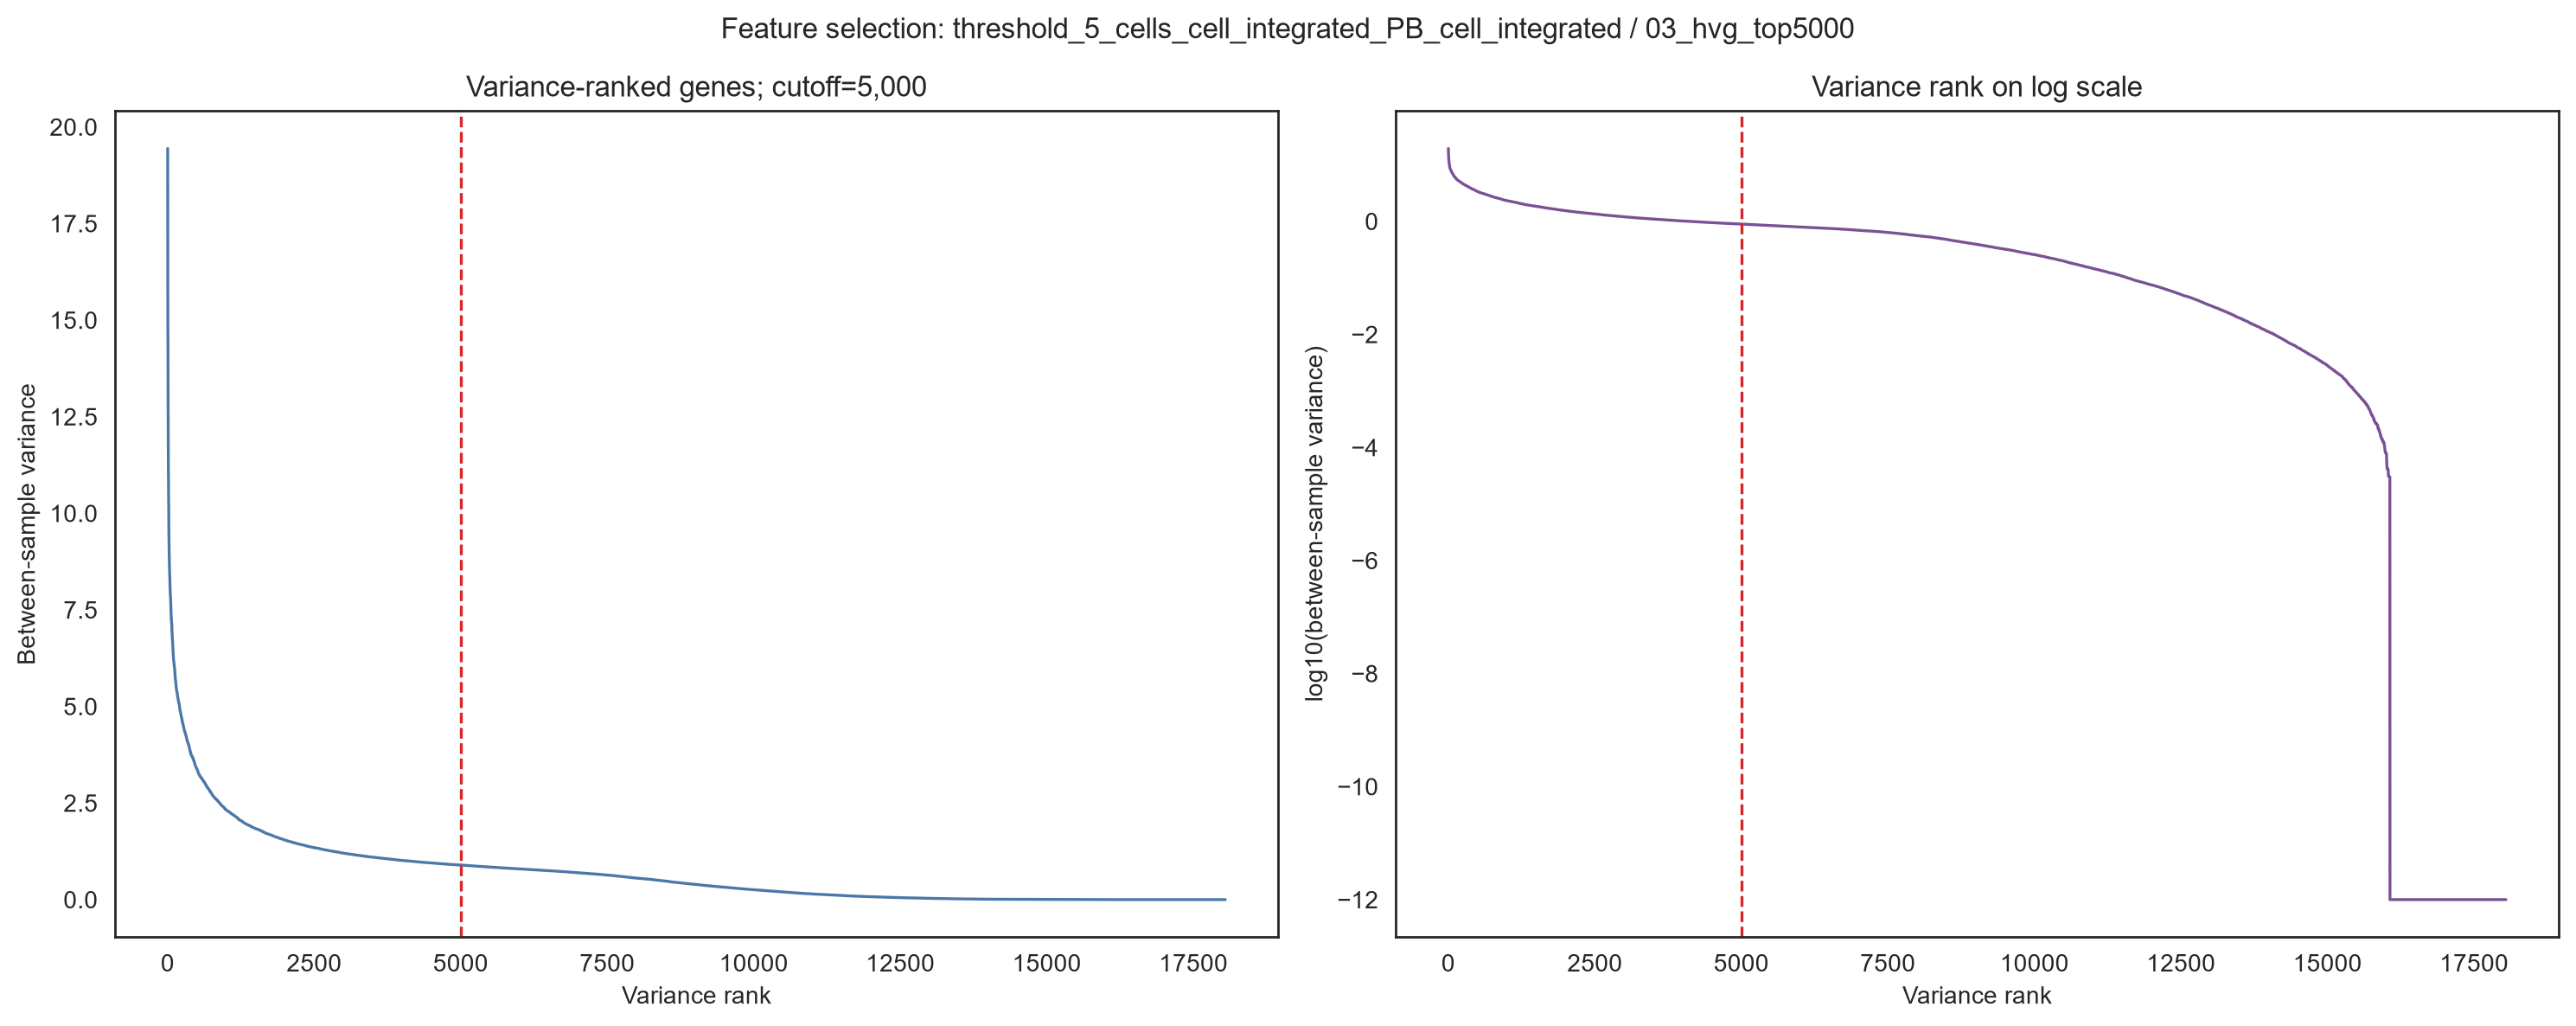 Feature selection: threshold_5_cells_cell_integrated_PB_cell_integrated / 03_hvg_top5000
Variance-ranked genes; cutoff=5,000
20.0
17.5
15.0
12.5
10.0
7.5
5.0
2.5
0.0
Between-sample variance
0 2500 5000 7500 10000 12500 15000 17500
Variance rank
Variance rank on log scale
0
−2
−4
−6
−8
−10
−12
log10(between-sample variance)
0 2500 5000 7500 10000 12500 15000 17500
Variance rank